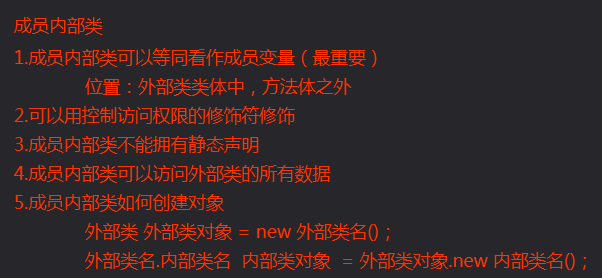 成员内部类
1.成员内部类可以等同看作成员变量（最重要）
位置：外部类类体中，方法体之外
2.可以用控制访问权限的修饰符修饰
3.成员内部类不能拥有静态声明
4.成员内部类可以访问外部类的所有数据
5.成员内部类如何创建对象
外部类 外部类对象 = new 外部类名()；
外部类名.内部类名  内部类对象  = 外部类对象.new 内部类名()；